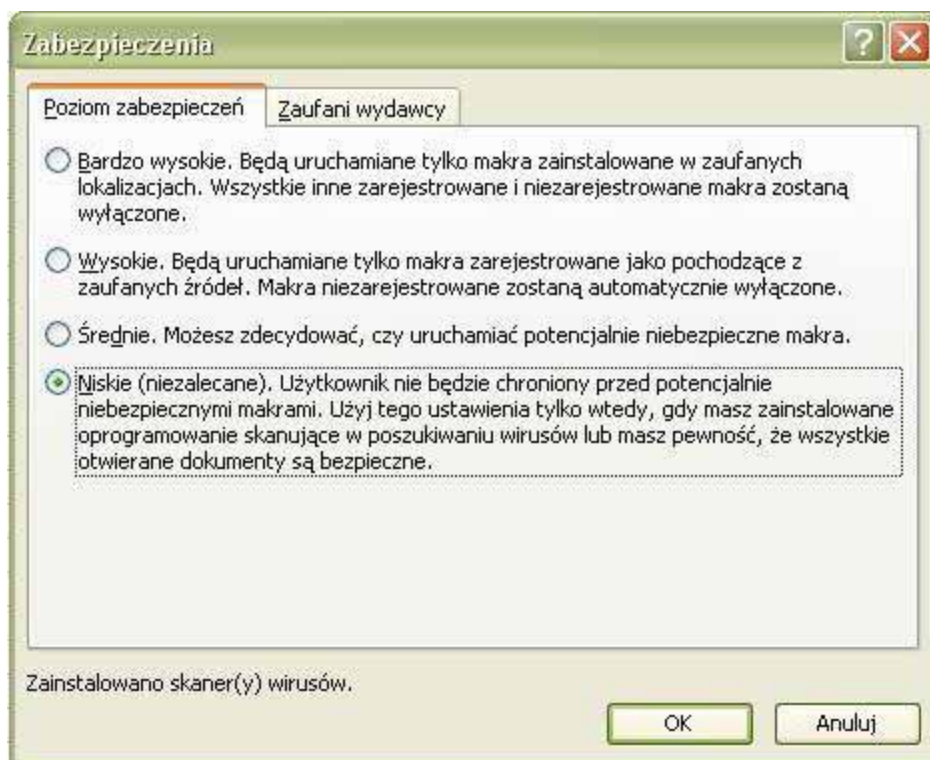 Zabezpieczenia
Poziom zabezpieczeń
Zaufani wydawcy
Bardzo wysokie. Będą uruchamiane tylko makra zainstalowane w zaufanych
lokalizacjach. Wszystkie inne zarejestrowane i niezarejestrowane makra zostaną
wyłączone.
Wysokie. Będą uruchamiane tylko makra zarejestrowane jako pochodzące z
zaufanych źródeł. Makra niezarejestrowane zostaną automatycznie wyłączone.
Średnie. Możesz zdecydować, czy uruchamiać potencjalnie niebezpieczne makra.
Niskie (niezalecane). Użytkownik nie będzie chroniony przed potencjalnie
niebezpiecznymi makrami. Użyj tego ustawienia tylko wtedy, gdy masz zainstalowane
oprogramowanie skanujące w poszukiwaniu wirusów lub masz pewność, że wszystkie
otwierane dokumenty są bezpieczne.
Zainstalowano skaner(y) wirusów.
OK
Anuluj